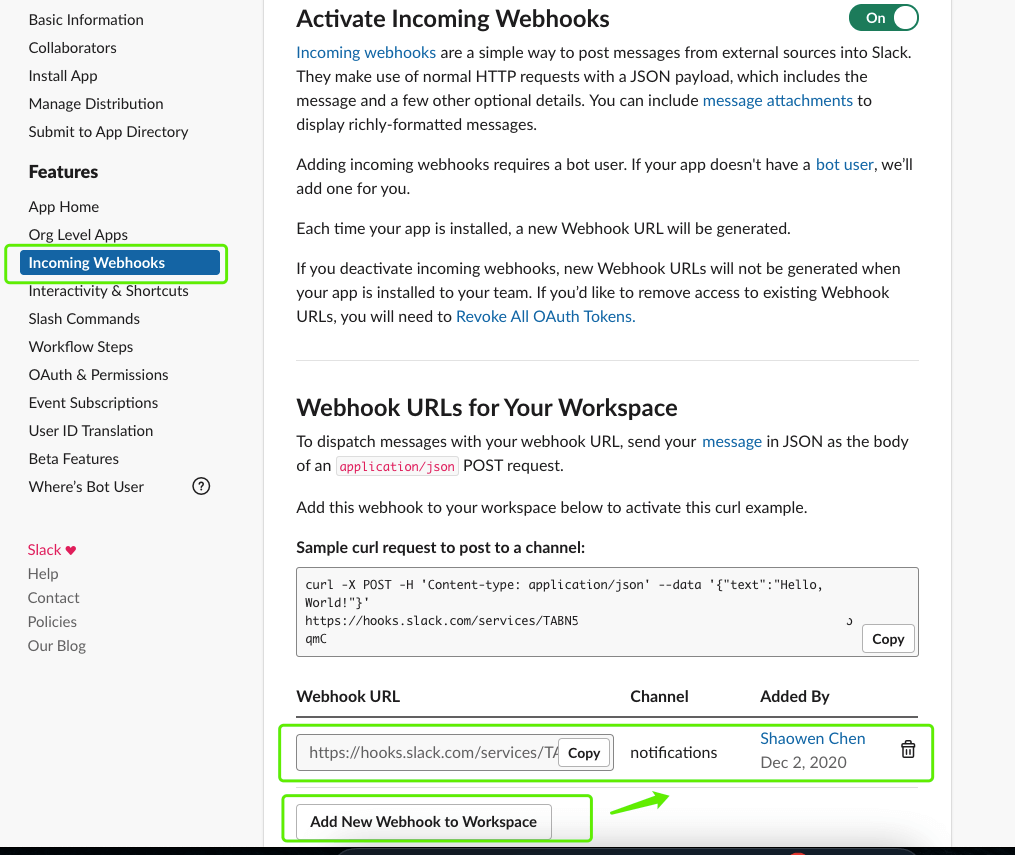 Basic Information
Collaborators
Install App
Manage Distribution
Submit to App Directory
Features
App Home
Org Level Apps
Incoming Webhooks
Interactivity & Shortcuts
Slash Commands
Workflow Steps
OAuth & Permissions
Event Subscriptions
User ID Translation
Beta Features
Where's Bot User
?
Slack ♥
Help
Contact
Policies
Our Blog
Activate Incoming Webhooks
On
Incoming webhooks are a simple way to post messages from external sources into Slack.
They make use of normal HTTP requests with a JSON payload, which includes the
message and a few other optional details. You can include message attachments to
display richly-formatted messages.
Adding incoming webhooks requires a bot user. If your app doesn't have a bot user, we'll
add one for you.
Each time your app is installed, a new Webhook URL will be generated.
If you deactivate incoming webhooks, new Webhook URLs will not be generated when
your app is installed to your team. If you'd like to remove access to existing Webhook
URLs, you will need to Revoke All OAuth Tokens.
Webhook URLs for Your Workspace
To dispatch messages with your webhook URL, send your message in JSON as the body
of an application/json POST request.
Add this webhook to your workspace below to activate this curl example.
Sample curl request to post to a channel:
curl -X POST -H 'Content-type: application/json' --data '{"text":"Hello,
World!"}'
https://hooks.slack.com/services/TABN5
qmC
Copy
Webhook URL Channel Added By
https://hooks.slack.com/services/TA Copy notifications Shaowen Chen
Dec 2, 2020
Add New Webhook to Workspace